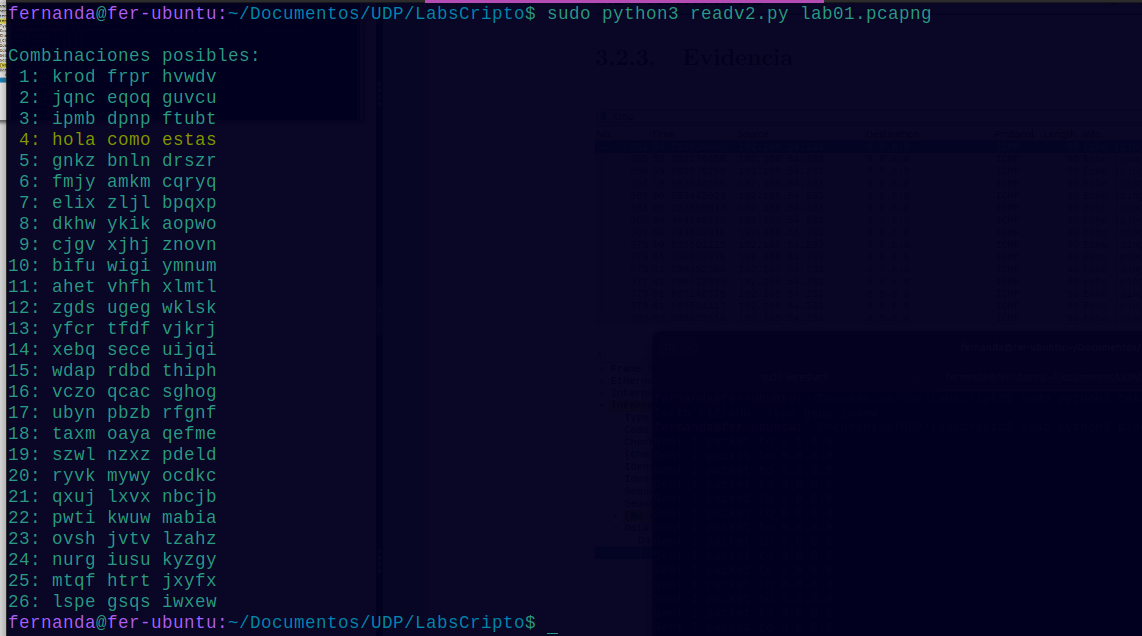 fernanda@fer-ubuntu:~/Documentos/UDP/LabsCripto$ sudo python3 readv2.py lab01.pcapng
3.2.3. Evidencia
Combinaciones posibles:
1: krod frpr hvwdv
2: jqnc eqoq guvcu
3: ipmb dpnp ftubt
4: hola como estas
5: gnkz bnln drszr
6: fmjy amkm cqryq
7: elix zljl bpqxp
8: dkhw ykik aopwo
9: cjgv xjhj znovn
10: bifu wigi ymnum
11: ahet vhfh xlmtl
12: zgds ugeg wklsk
13: yfcr tfdf vjkrj
14: xebq sece uijqi
15: wdap rdbd thiph
16: vczo qcac sghog
17: ubyn pbzb rfgnf
18: taxm oaya qefme
19: szwl nzxz pdeld
20: ryvk mywy ocdkc
21: qxuj lxvx nbcjb
22: pwti kwuw mabia
23: ovsh jvtv lzahz
24: nurg iusu kyzgy
25: mtqf htrt jxyfx
26: lspe gsqs iwxew
fernanda@fer-ubuntu:~/Documentos/UDP/LabsCripto$ _